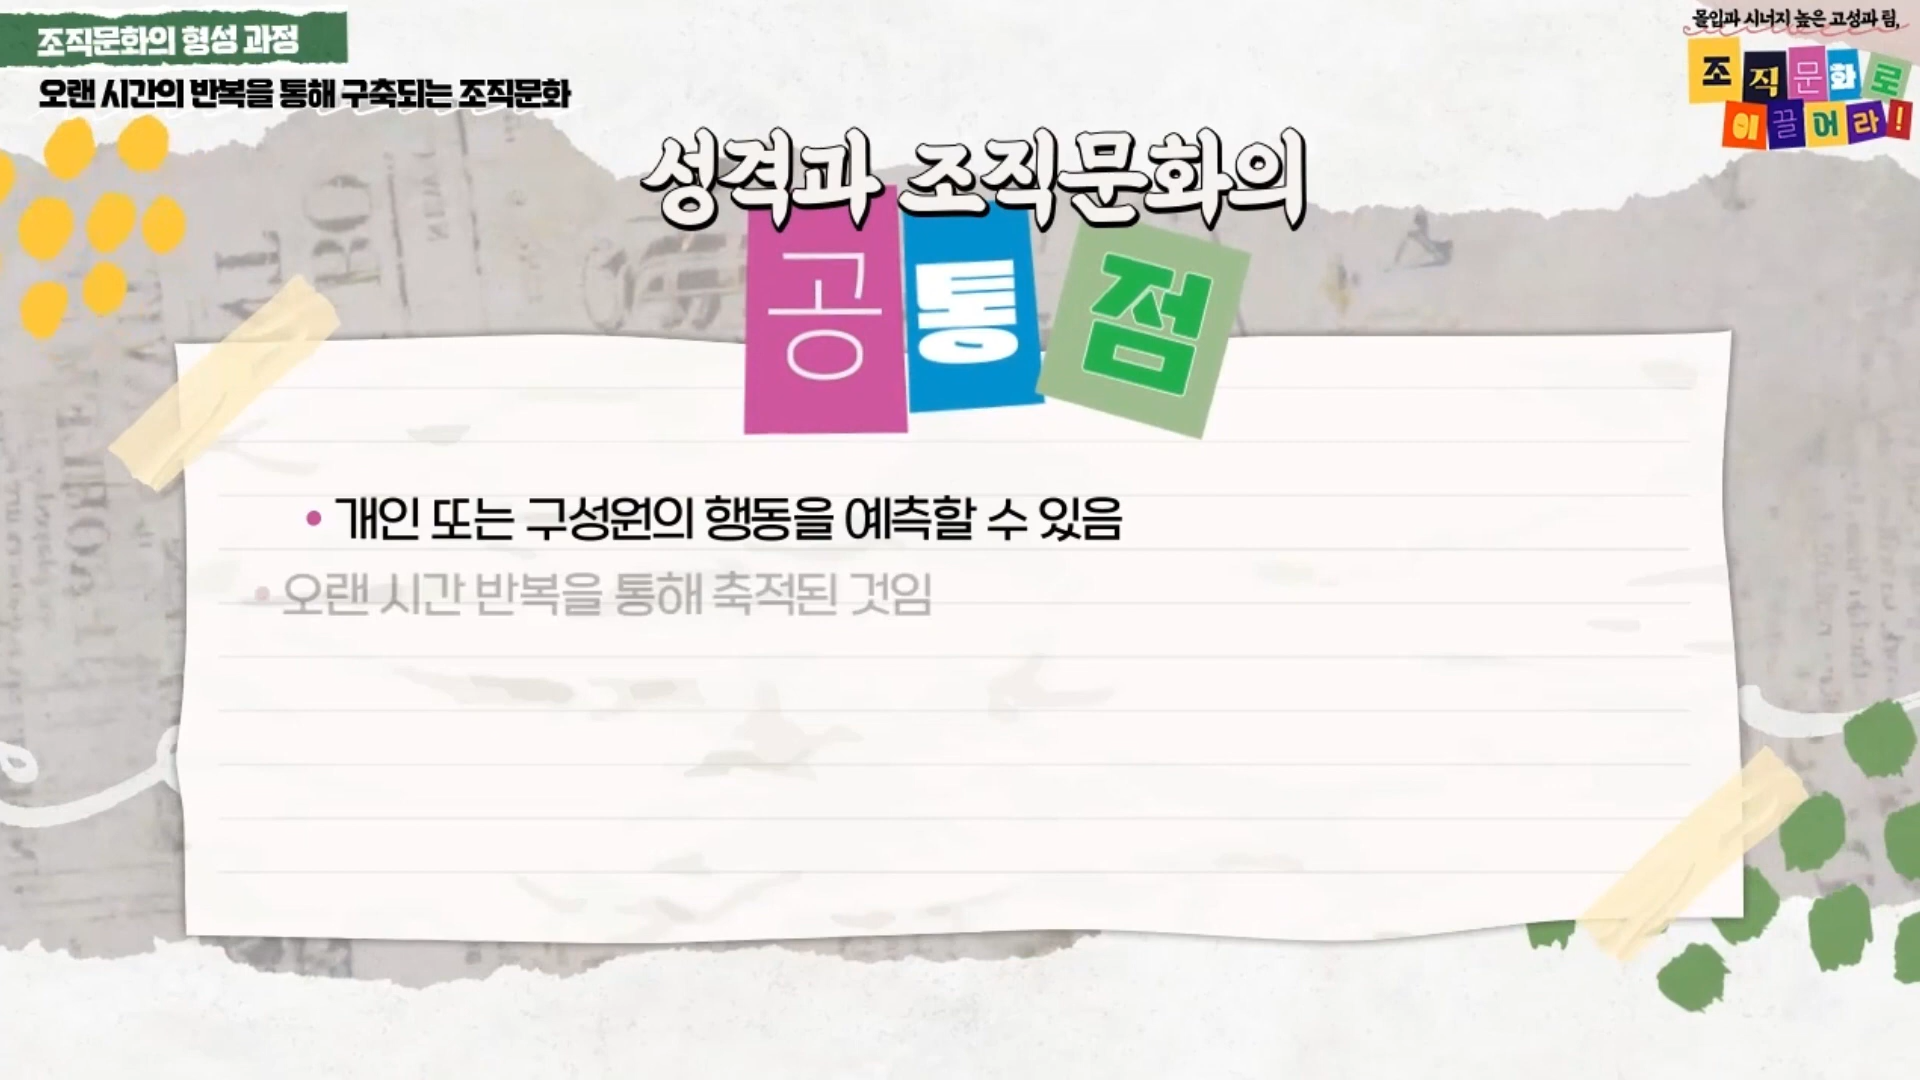 조직문화의 형성 과정
오랜 시간의 반복을 통해 구축되는 조직문화
몰입과 시너지 높은 고성과 팀,
조직문화로
이끌어라!
성격과 조직문화의
공통점
• 개인 또는 구성원의 행동을 예측할 수 있음
• 오랜 시간 반복을 통해 축적된 것임